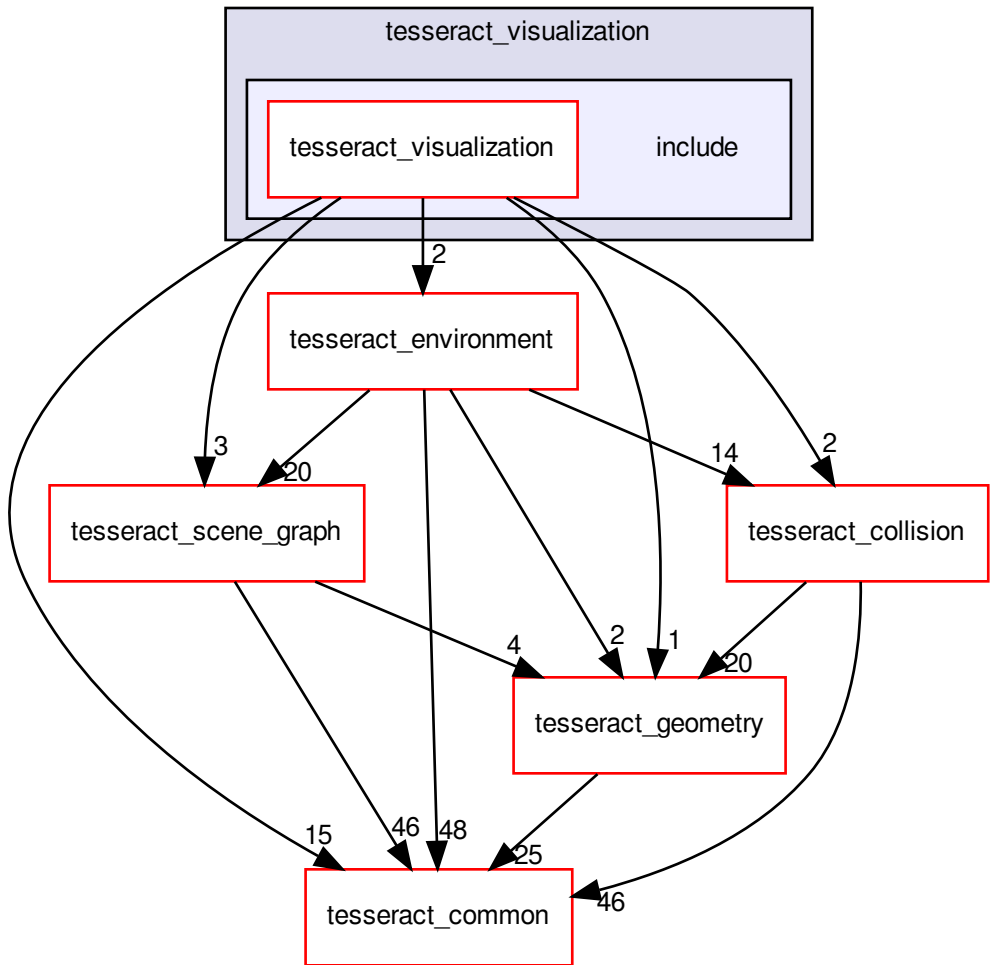 tesseract_visualization
tesseract_visualization
include
2
tesseract_environment
3
20
14
2
tesseract_scene_graph
tesseract_collision
4
2
1
20
tesseract_geometry
15
46
48
25
46
tesseract_common